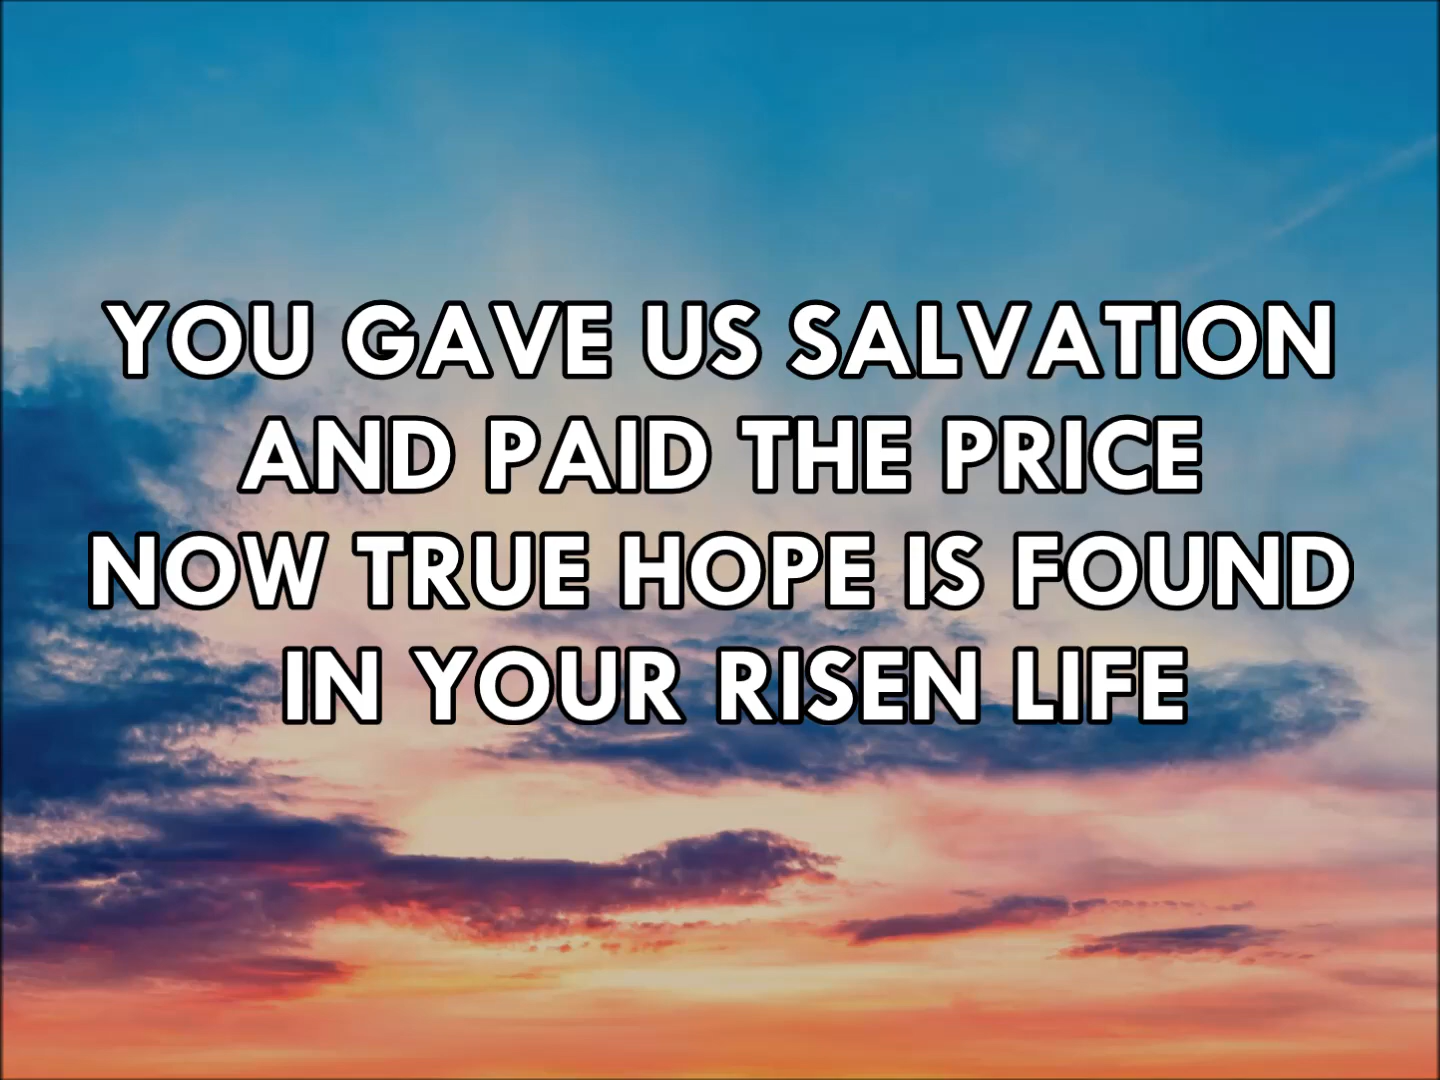 YOU GAVE US SALVATION
AND PAID THE PRICE
NOW TRUE HOPE IS FOUND
IN YOUR RISEN LIFE